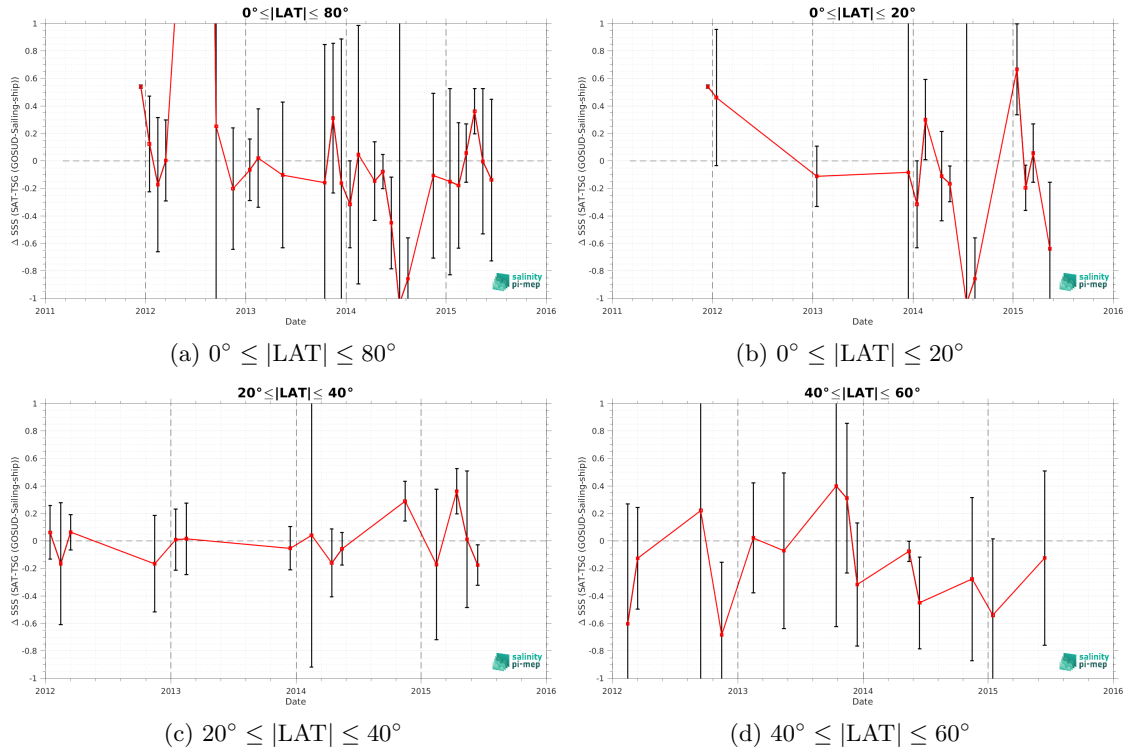 0°≤|LAT|≤ 80°
Δ SSS (SAT-TSG (GOSUD-Sailing-ship))
1
0.8
0.6
0.4
0.2
0
-0.2
-0.4
-0.6
-0.8
-1
2011
2012
2013
2014
2015
2016
Date
salinity
pi-mep
(a) 0° ≤ |LAT| ≤ 80°
0°≤|LAT|≤ 20°
Δ SSS (SAT-TSG (GOSUD-Sailing-ship))
1
0.8
0.6
0.4
0.2
0
-0.2
-0.4
-0.6
-0.8
-1
2011
2012
2013
2014
2015
2016
Date
salinity
pi-mep
(b) 0° ≤ |LAT| ≤ 20°
20°≤|LAT|≤ 40°
Δ SSS (SAT-TSG (GOSUD-Sailing-ship))
1
0.8
0.6
0.4
0.2
0
-0.2
-0.4
-0.6
-0.8
-1
2012
2013
2014
2015
2016
Date
salinity
pi-mep
(c) 20° ≤ |LAT| ≤ 40°
40°≤|LAT|≤ 60°
Δ SSS (SAT-TSG (GOSUD-Sailing-ship))
1
0.8
0.6
0.4
0.2
0
-0.2
-0.4
-0.6
-0.8
-1
2012
2013
2014
2015
2016
Date
salinity
pi-mep
(d) 40° ≤ |LAT| ≤ 60°